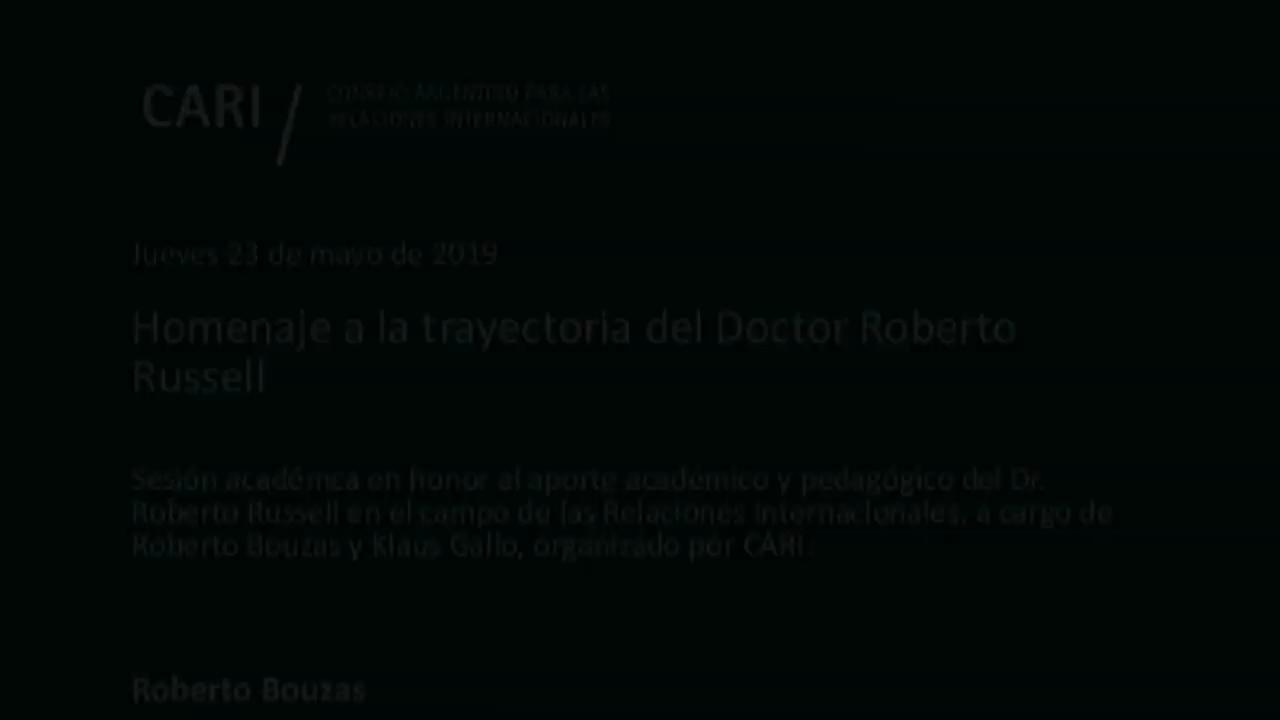 CARI
CONSEJO ARGENTINO PARA LAS
RELACIONES INTERNACIONALES
Jueves 23 de mayo de 2019
Homenaje a la trayectoria del Doctor Roberto
Russell
Sesión académca en honor al aporte académico y pedagógico del Dr.
Roberto Russell en el campo de las Relaciones Internacionales, a cargo de
Roberto Bouzas y Klaus Gallo, organizado por CARI.
Roberto Bouzas